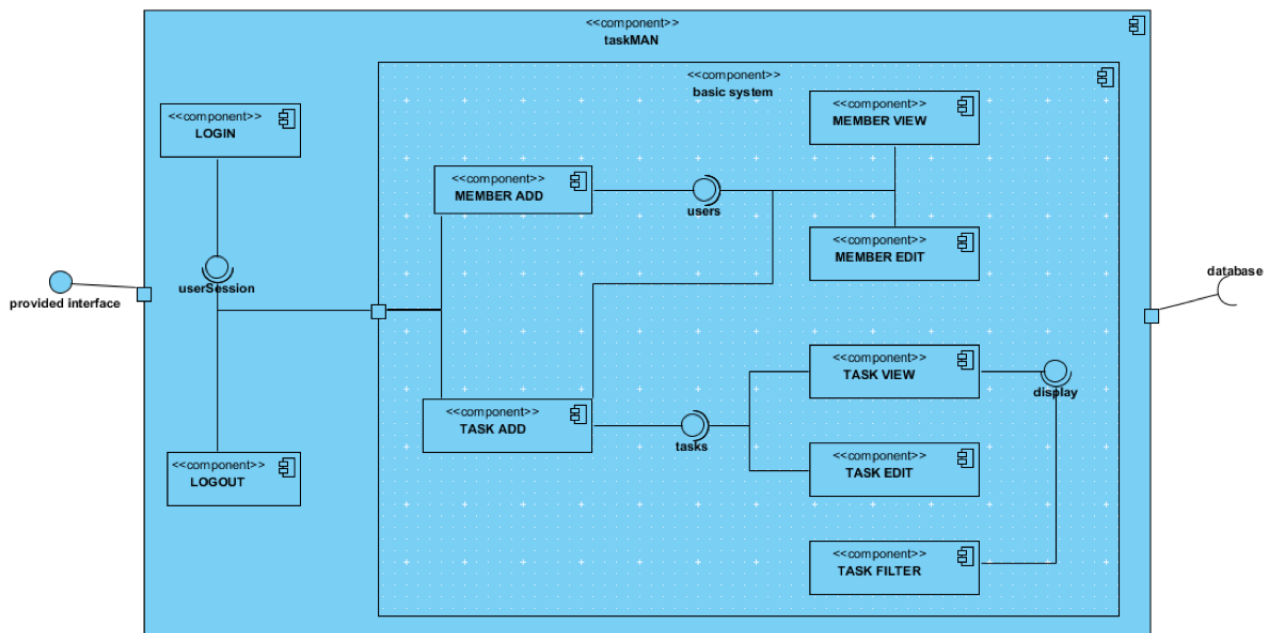 <<component>>
taskMAN
<<component>>
basic system
<<component>>
LOGIN
<<component>>
MEMBER VIEW
<<component>>
MEMBER ADD
users
<<component>>
MEMBER EDIT
userSession
provided interface
database
<<component>>
TASK VIEW
display
<<component>>
TASK ADD
tasks
<<component>>
TASK EDIT
<<component>>
LOGOUT
<<component>>
TASK FILTER